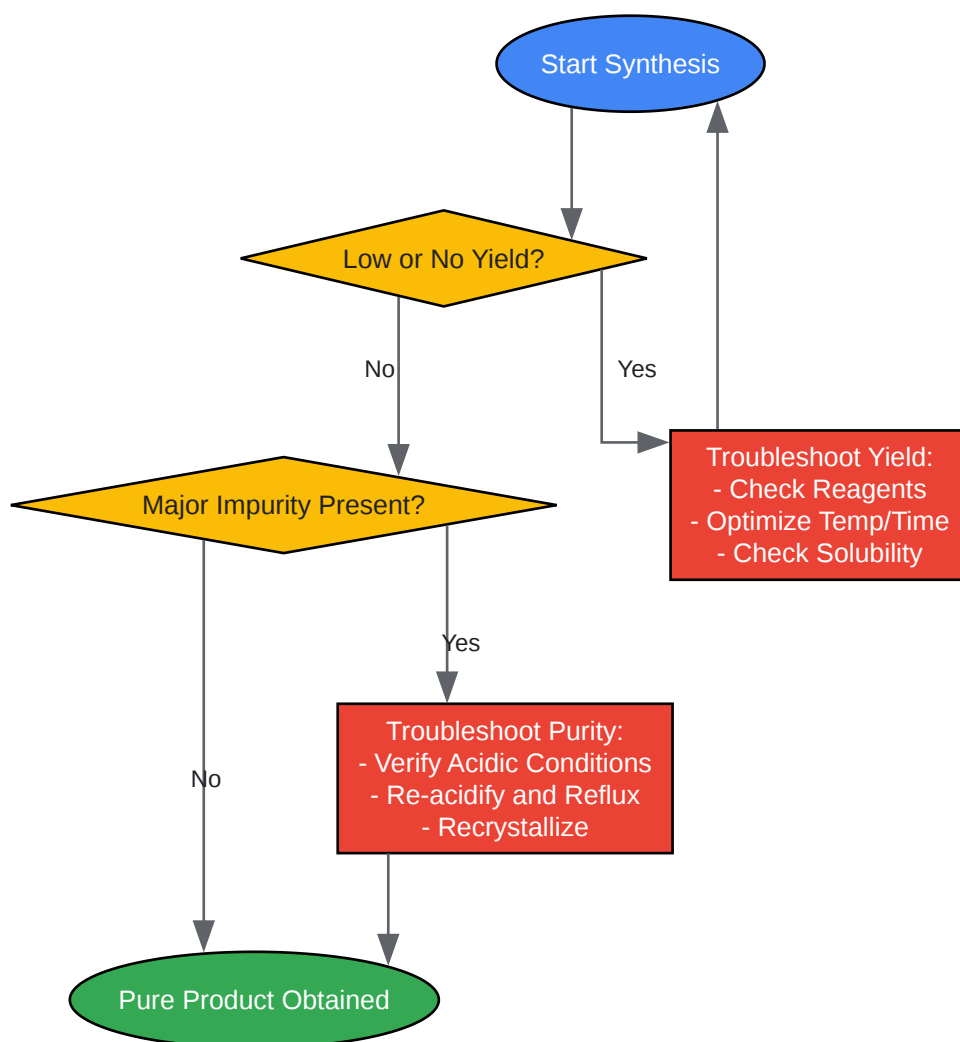 Start Synthesis
Low or No Yield?
No
Yes
Troubleshoot Yield:
- Check Reagents
- Optimize Temp/Time
- Check Solubility
Major Impurity Present?
Yes
No
Troubleshoot Purity:
- Verify Acidic Conditions
- Re-acidify and Reflux
- Recrystallize
Pure Product Obtained